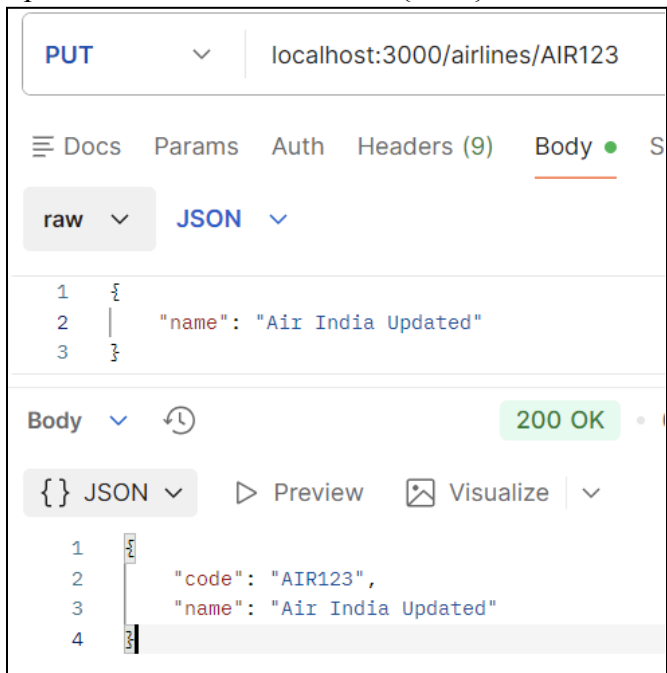 PUT localhost:3000/airlines/AIR123
Docs Params Auth Headers (9) Body
raw JSON
1 {
2 "name": "Air India Updated"
3 }
Body 200 OK
{ } JSON Preview Visualize
1 {
2 "code": "AIR123",
3 "name": "Air India Updated"
4 }